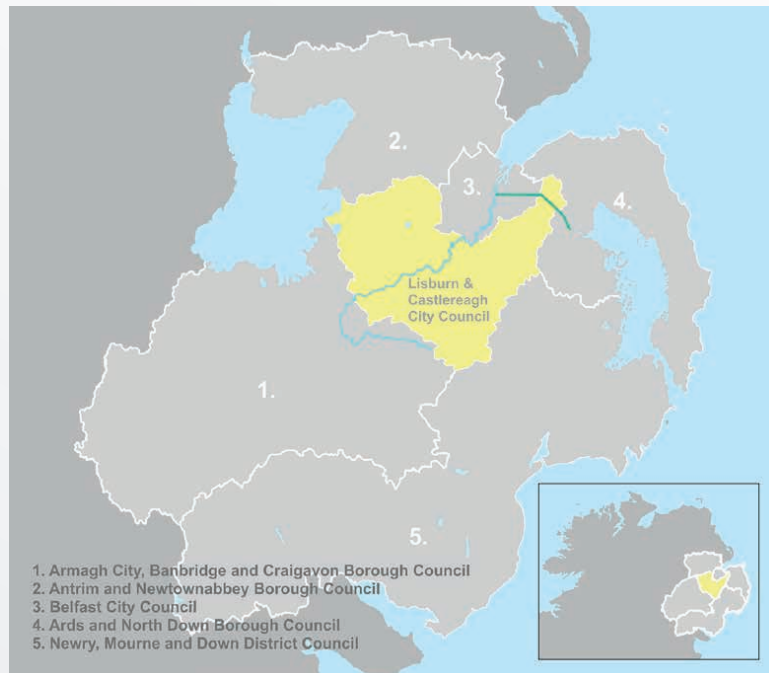 2.
3.
4.
Lisburn &
Castlereagh
City Council
1.
5.
1. Armagh City, Banbridge and Craigavon Borough Council
2. Antrim and Newtownabbey Borough Council
3. Belfast City Council
4. Ards and North Down Borough Council
5. Newry, Mourne and Down District Council